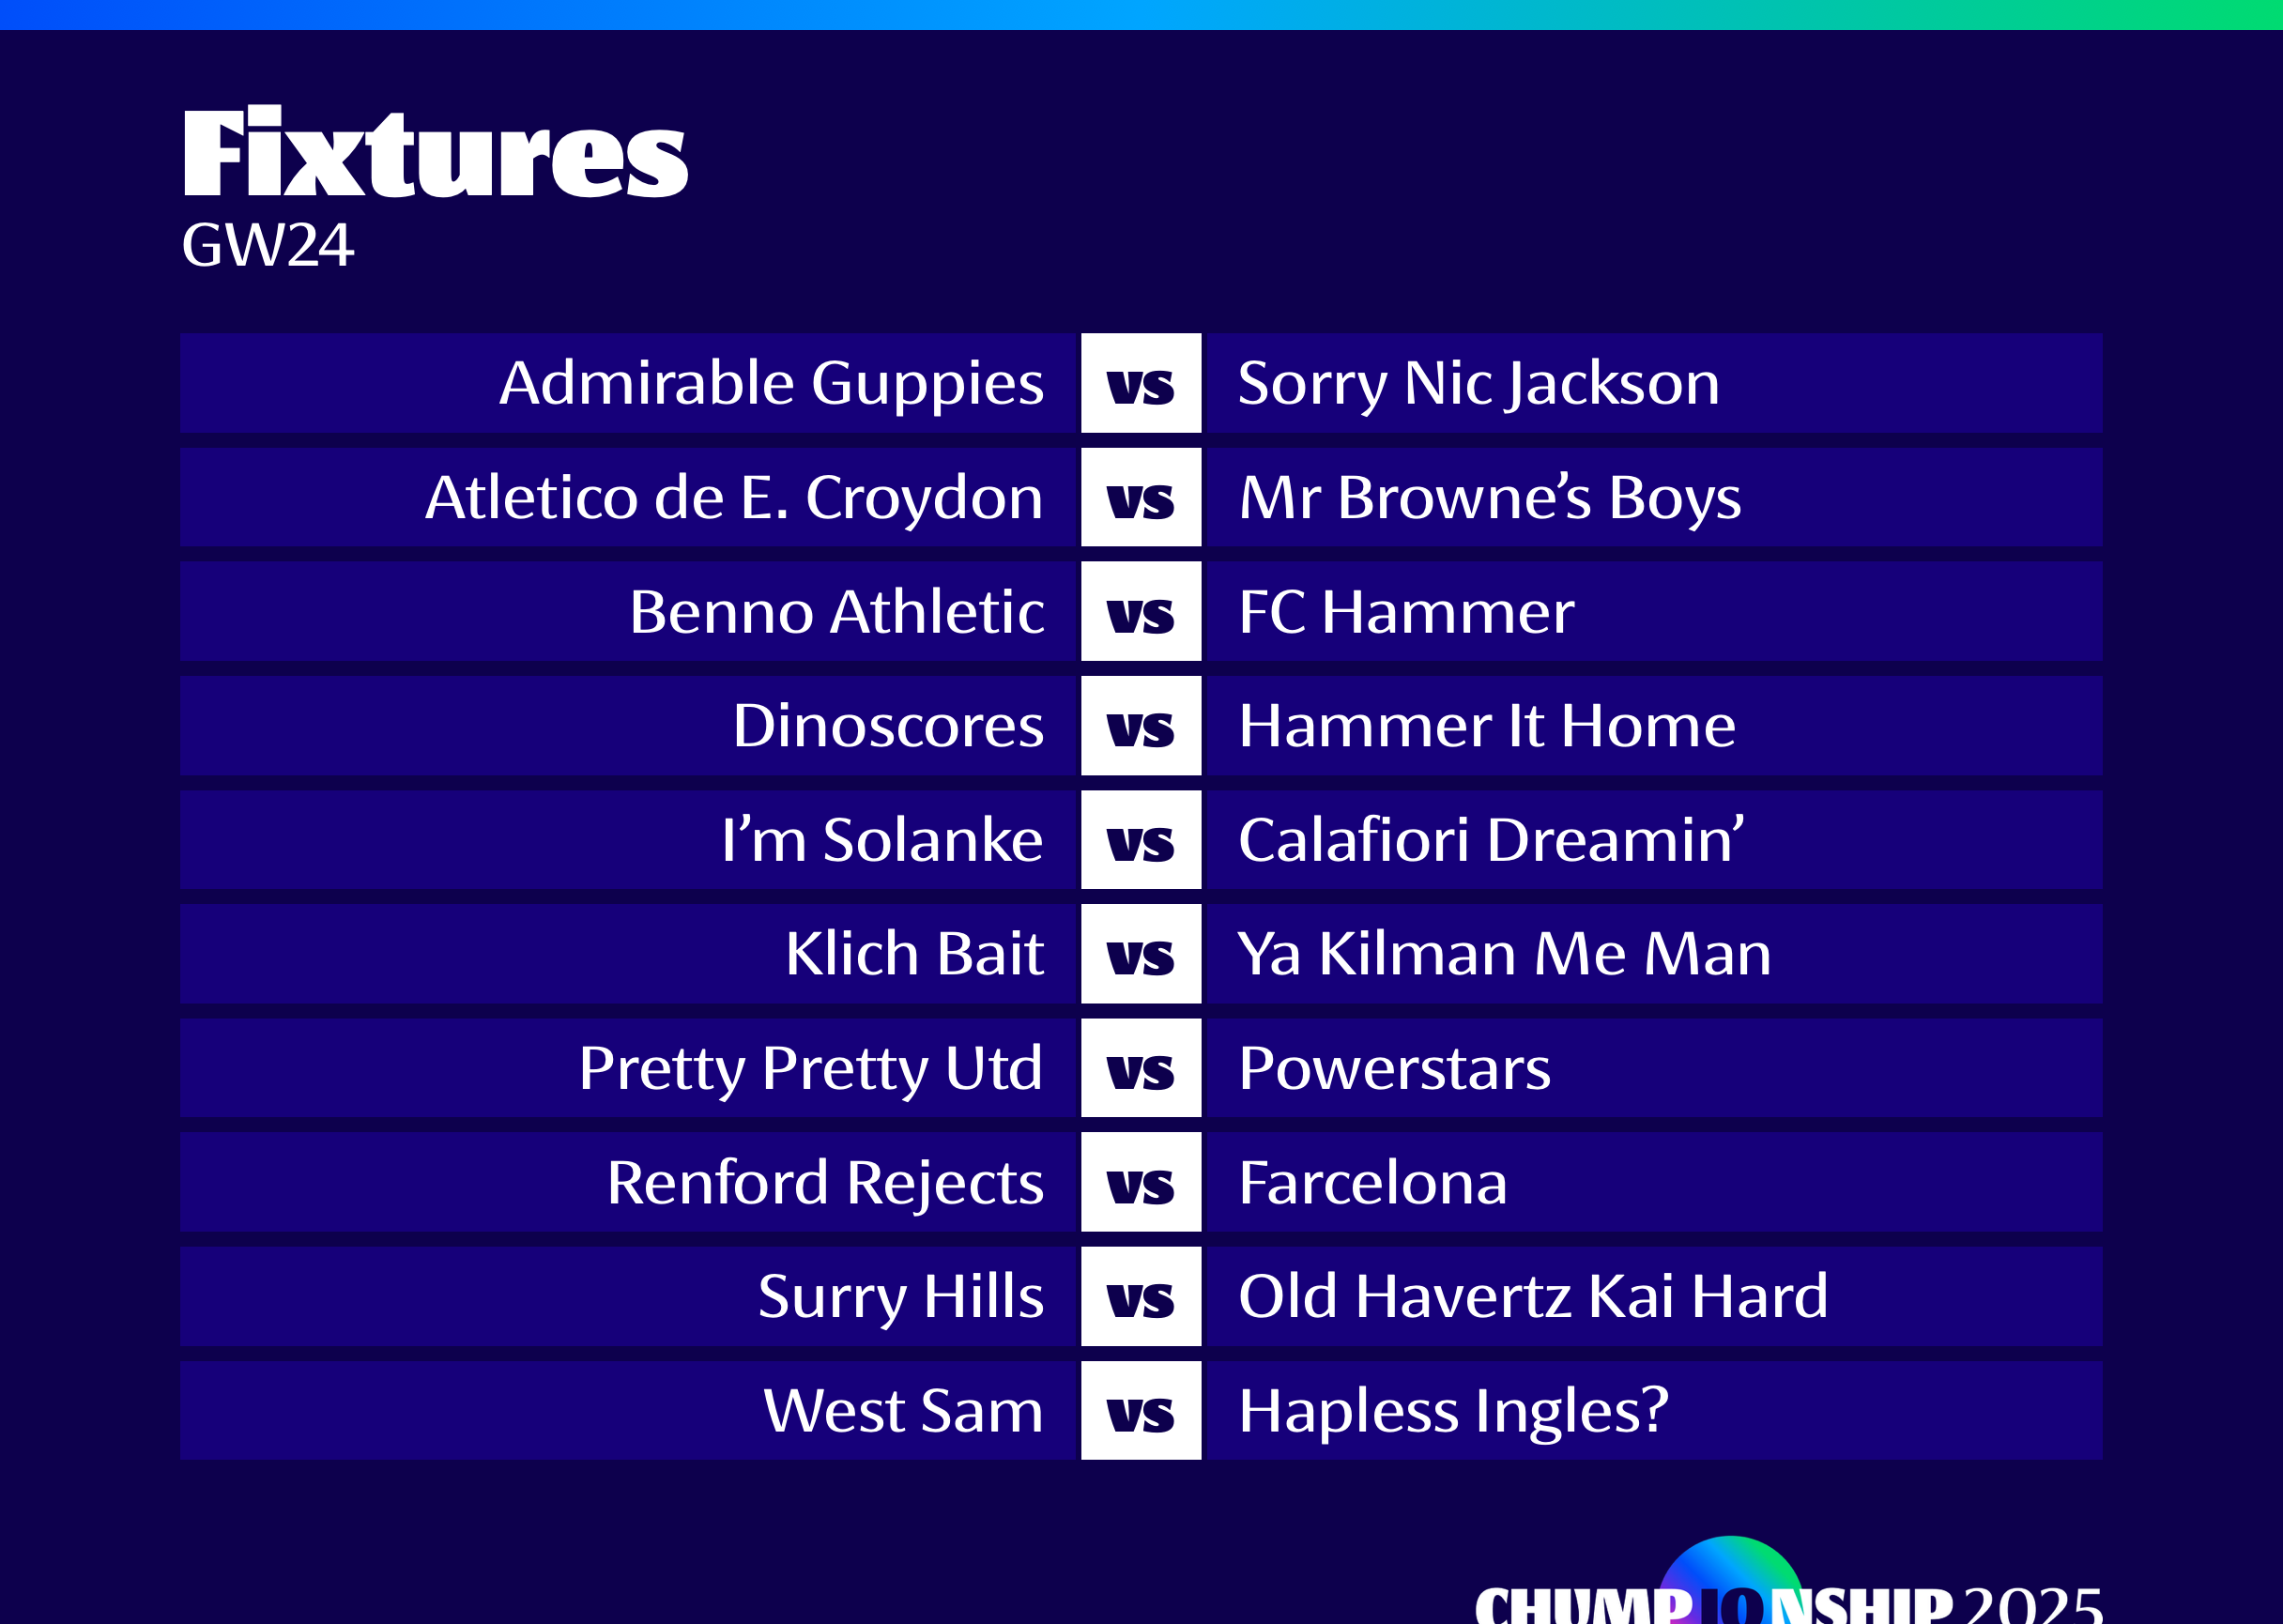 Fixtures
GW24
Admirable Guppies vs Sorry Nic Jackson
Atletico de E. Croydon vs Mr Browne’s Boys
Benno Athletic vs FC Hammer
Dinoscores vs Hammer It Home
I’m Solanke vs Calafiori Dreamin’
Klich Bait vs Ya Kilman Me Man
Pretty Pretty Utd vs Powerstars
Renford Rejects vs Farcelona
Surry Hills vs Old Havertz Kai Hard
West Sam vs Hapless Ingles?
CHUMPIONSHIP 2025